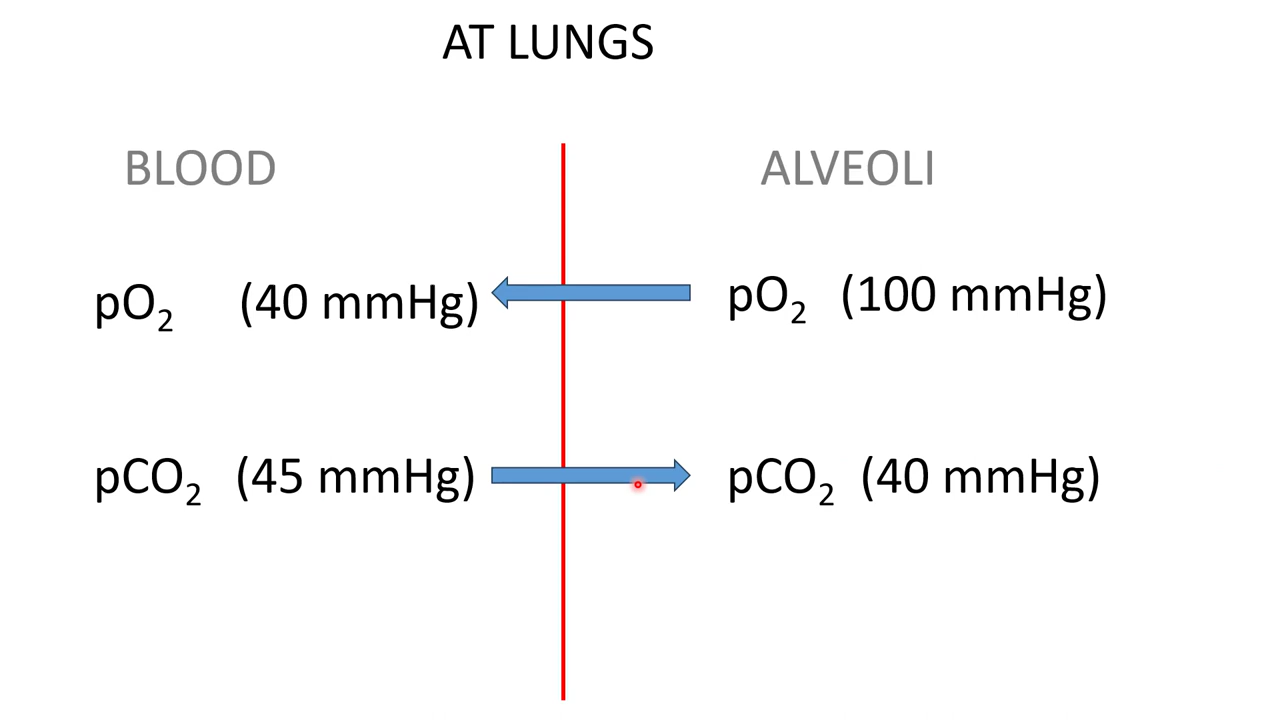 AT LUNGS
BLOOD ALVEOLI
pO₂ (40 mmHg) pO₂ (100 mmHg)
pCO₂ (45 mmHg) pCO₂ (40 mmHg)